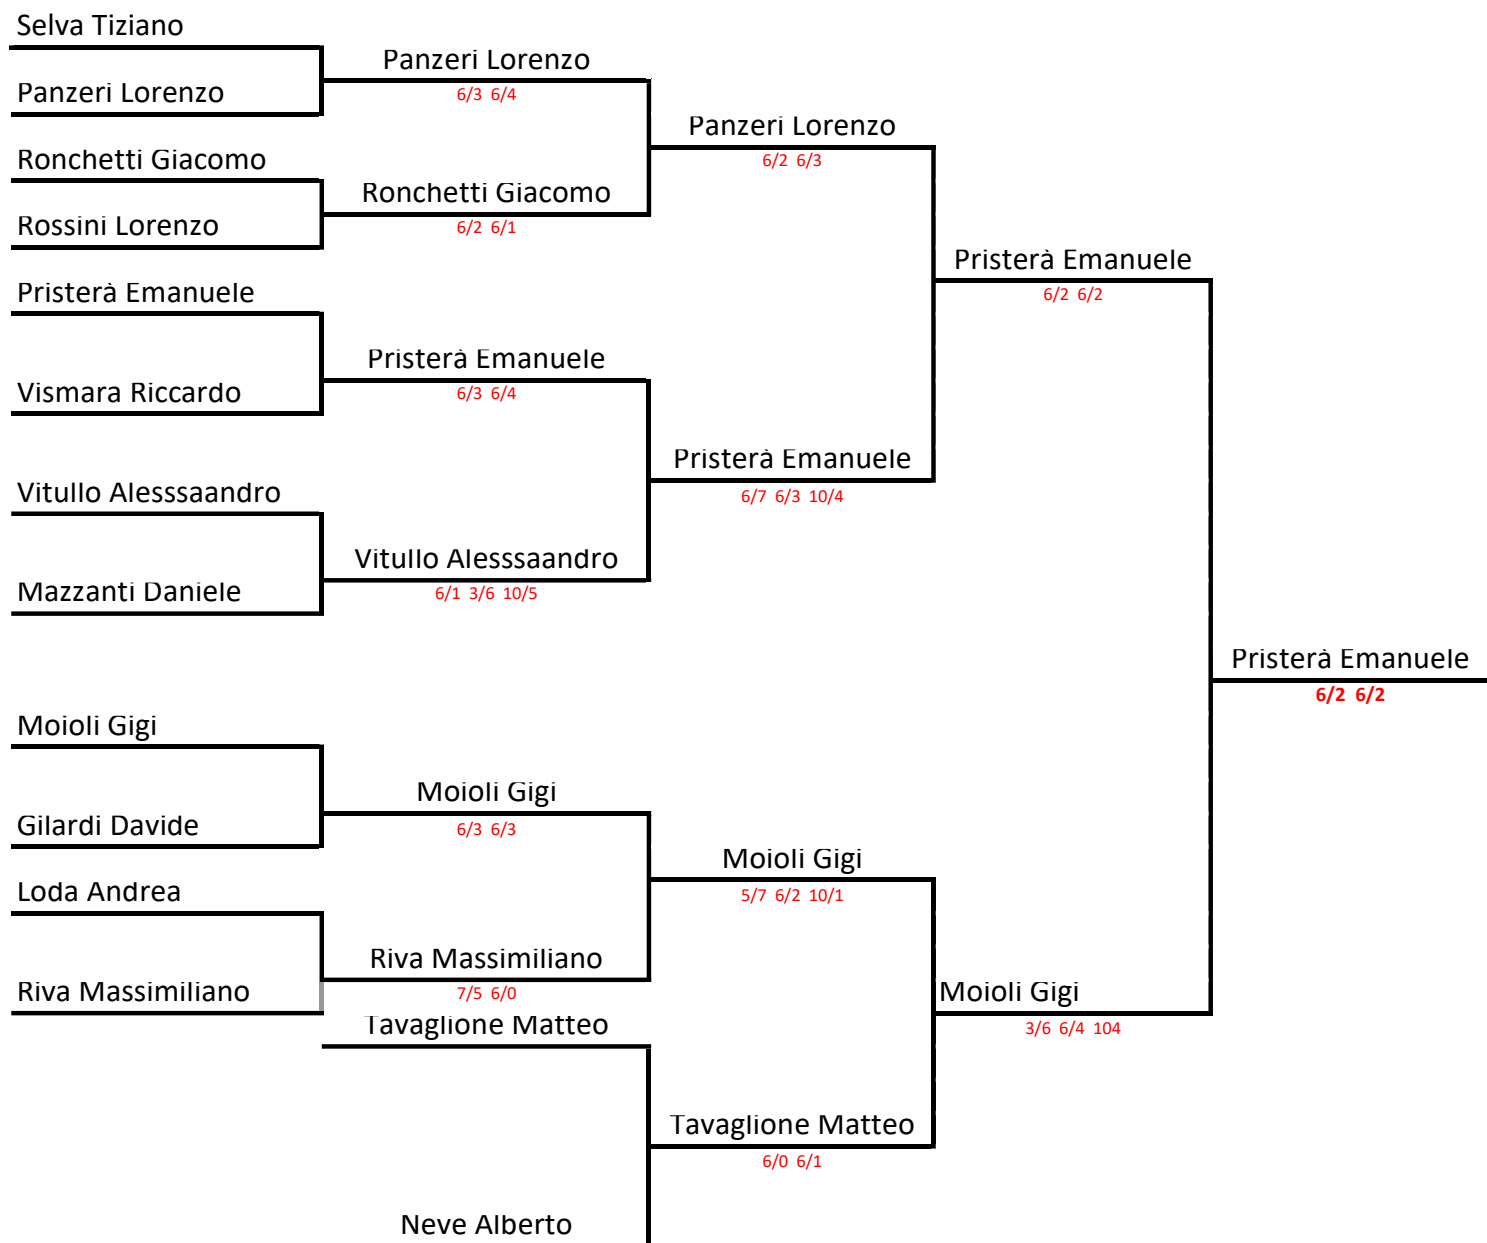 Selva Tiziano
Panzeri Lorenzo
Panzeri Lorenzo
6/3 6/4
Panzeri Lorenzo
6/2 6/3
Ronchetti Giacomo
Ronchetti Giacomo
6/2 6/1
Rossini Lorenzo
Pristerà Emanuele
6/2 6/2
Pristerà Emanuele
Pristerà Emanuele
6/3 6/4
Vismara Riccardo
Pristerà Emanuele
6/7 6/3 10/4
Vitullo Alesssaandro
Vitullo Alesssaandro
6/1 3/6 10/5
Mazzanti Daniele
Pristerà Emanuele
6/2 6/2
Moioli Gigi
Moioli Gigi
6/3 6/3
Gilardi Davide
Moioli Gigi
5/7 6/2 10/1
Loda Andrea
Riva Massimiliano
7/5 6/0
Riva Massimiliano
Moioli Gigi
3/6 6/4 104
Tavaglione Matteo
Tavaglione Matteo
6/0 6/1
Neve Alberto